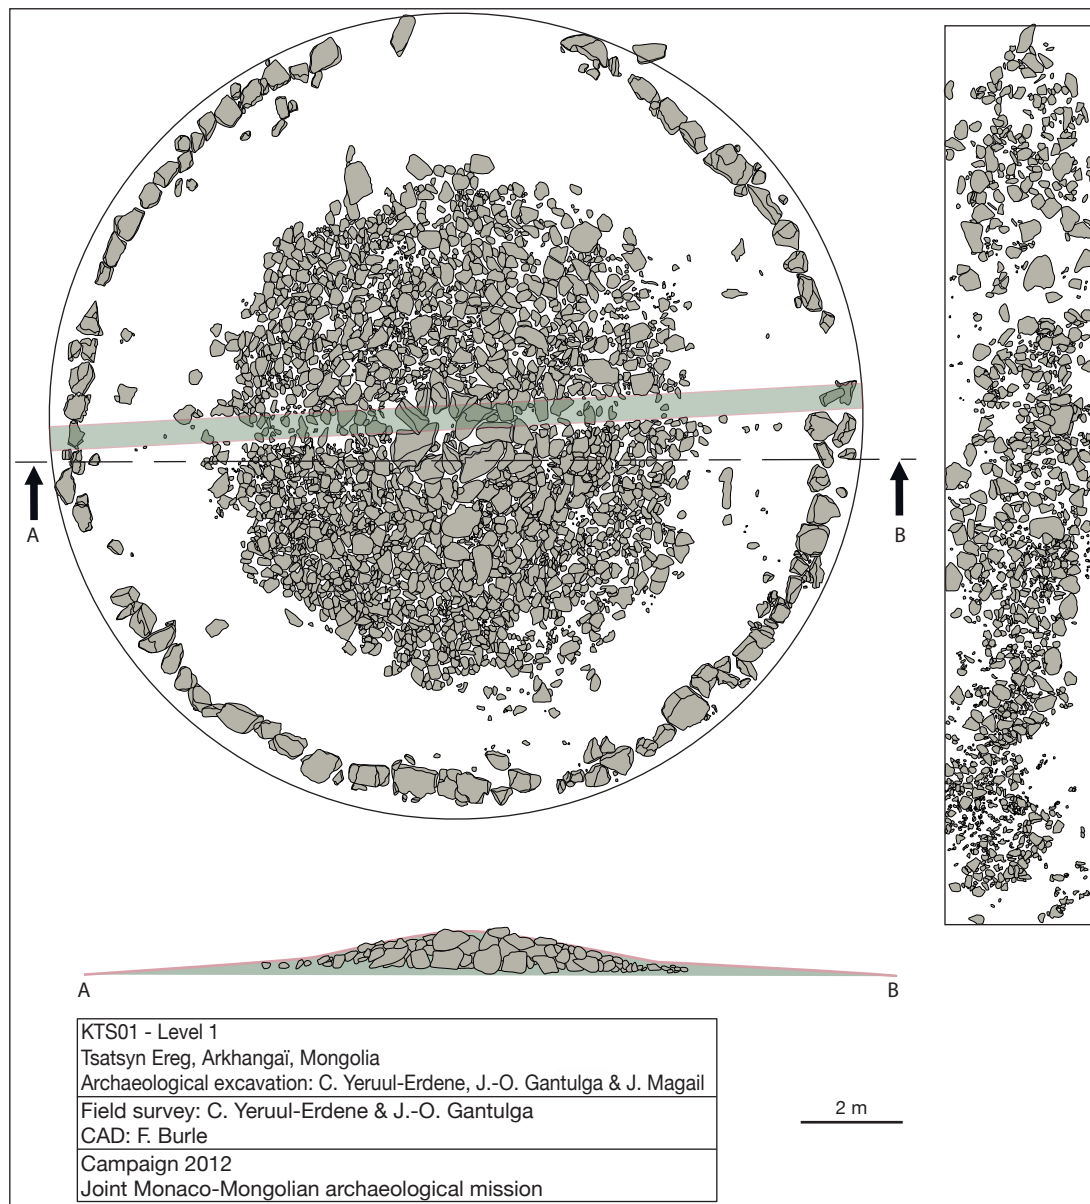 A
B
A
B
KTS01 - Level 1
Tsatsyn Ereg, Arkhangaï, Mongolia
Archaeological excavation: C. Yeruul-Erdene, J.-O. Gantulga & J. Magail
Field survey: C. Yeruul-Erdene & J.-O. Gantulga
CAD: F. Burle
Campaign 2012
Joint Monaco-Mongolian archaeological mission
2 m